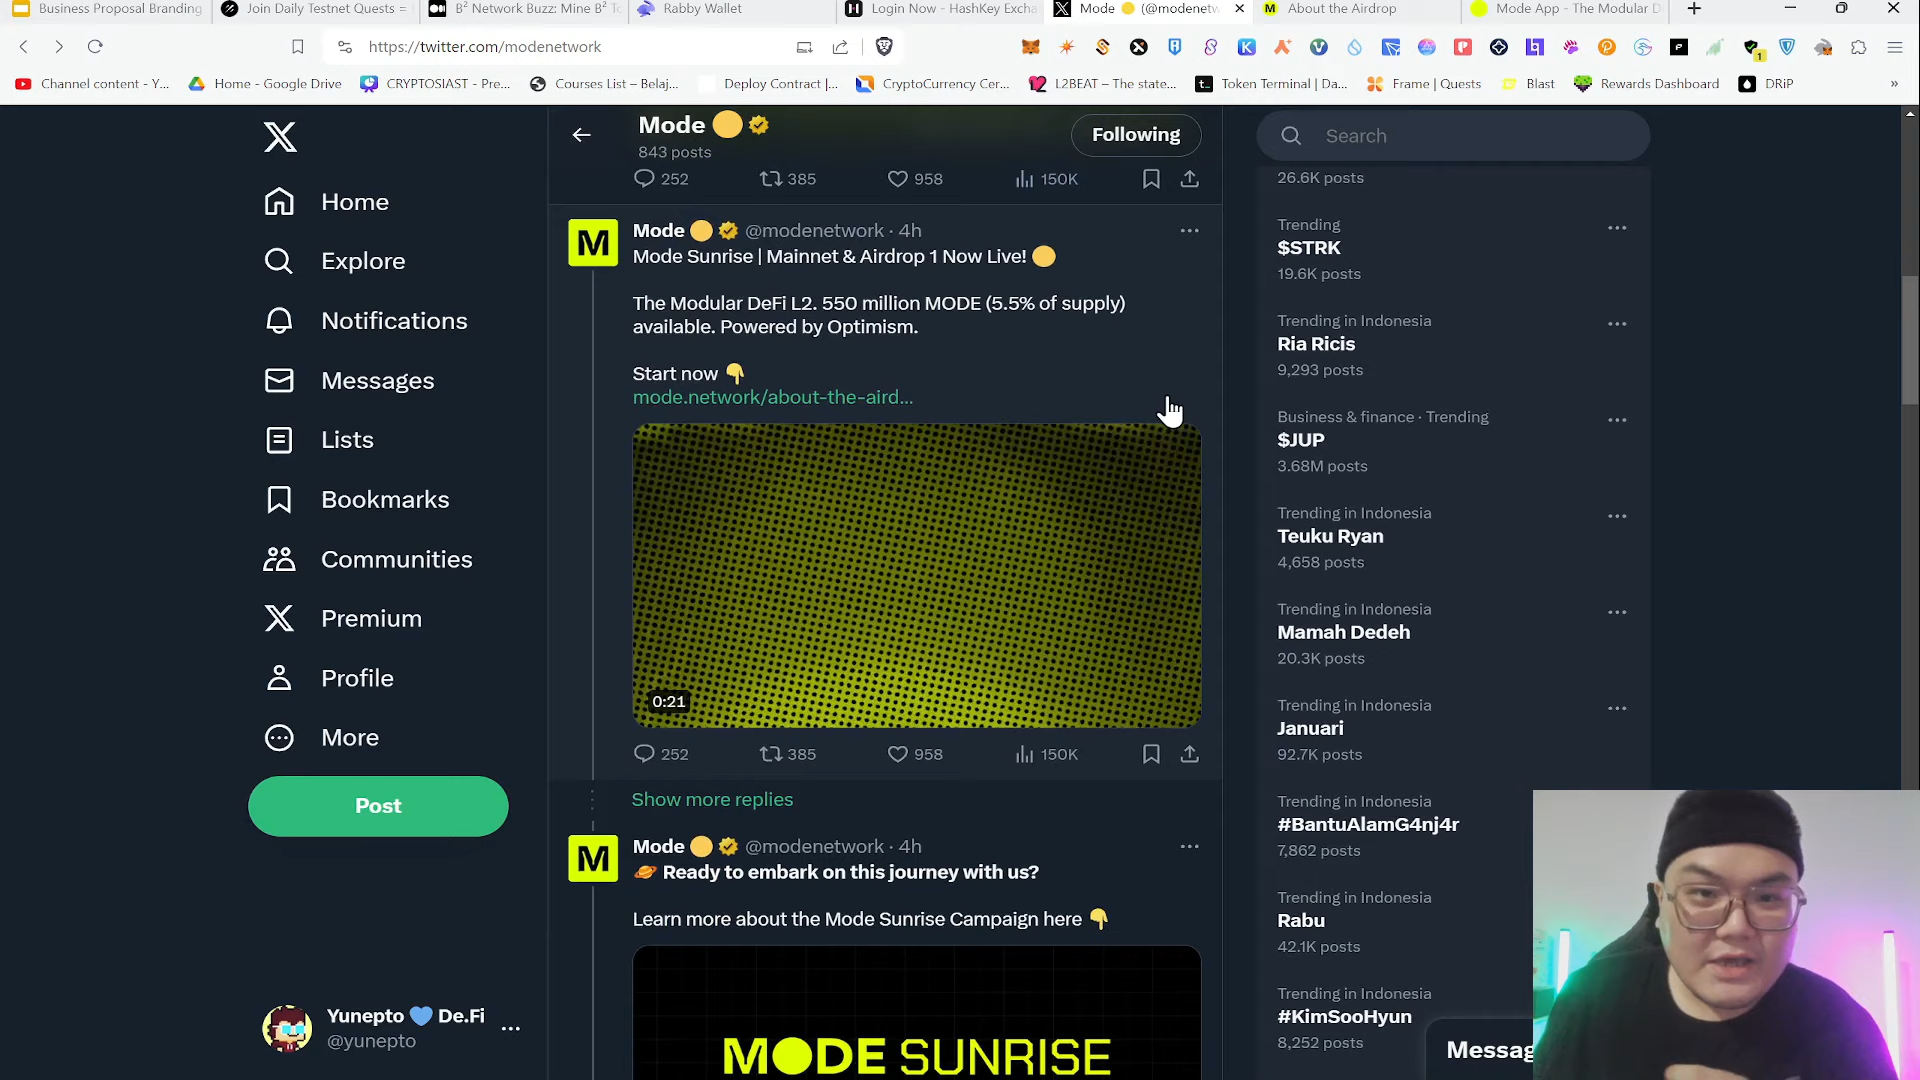 Business Proposal Branding
Join Daily Testnet Quests =
B² Network Buzz: Mine B² To
Rabby Wallet
Login Now - HashKey Excha
Mode 🟡 (@modenetw
About the Airdrop
Mode App - The Modular D
https://twitter.com/modenetwork
1
Channel content - Y...
Home - Google Drive
CRYPTOSIAST - Pre...
Courses List – Belaj...
Deploy Contract |...
CryptoCurrency Cer...
L2BEAT – The state...
Token Terminal | Da...
Frame | Quests
Blast
Rewards Dashboard
DRiP
»
Home
Explore
Notifications
Messages
Lists
Bookmarks
Communities
Premium
Profile
More
Post
Yunepto 💙 De.Fi
@yunepto
Mode 🟡
843 posts
Following
252
385
958
150K
M
Mode 🟡 @modenetwork · 4h
Mode Sunrise | Mainnet & Airdrop 1 Now Live! 🟡
The Modular DeFi L2. 550 million MODE (5.5% of supply)
available. Powered by Optimism.
Start now 👇
mode.network/about-the-aird...
0:21
252
385
958
150K
Show more replies
M
Mode 🟡 @modenetwork · 4h
🪐 Ready to embark on this journey with us?
Learn more about the Mode Sunrise Campaign here 👇
MODE SUNRISE
Search
26.6K posts
Trending
$STRK
19.6K posts
Trending in Indonesia
Ria Ricis
9,293 posts
Business & finance · Trending
$JUP
3.68M posts
Trending in Indonesia
Teuku Ryan
4,658 posts
Trending in Indonesia
Mamah Dedeh
20.3K posts
Trending in Indonesia
Januari
92.7K posts
Trending in Indonesia
#BantuAlamG4nj4r
7,862 posts
Trending in Indonesia
Rabu
42.1K posts
Trending in Indonesia
#KimSooHyun
8,252 posts
Messag